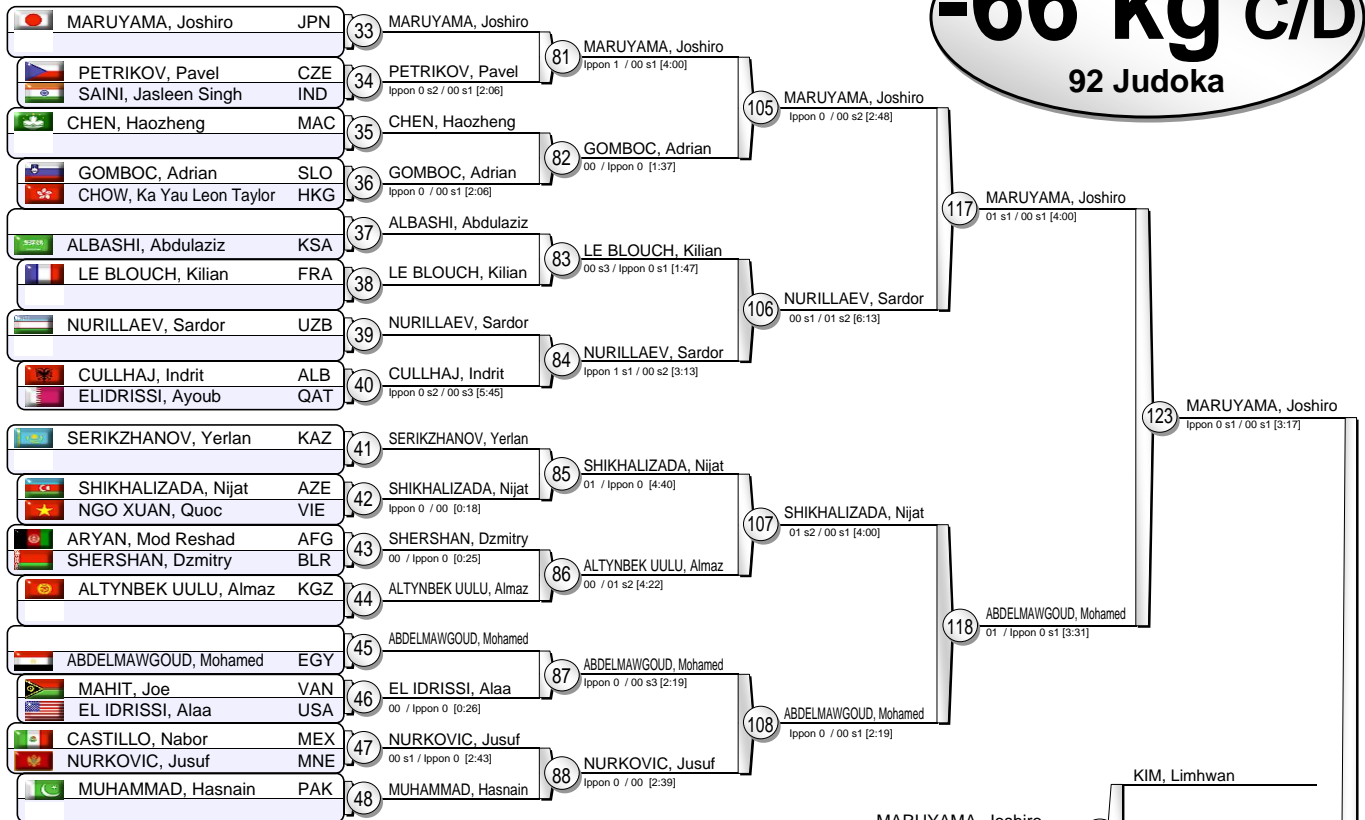 -66 kg C/D
92 Judoka
MARUYAMA, Joshiro JPN
PETRIKOV, Pavel CZE
SAINI, Jasleen Singh IND
CHEN, Haozheng MAC
GOMBOC, Adrian SLO
CHOW, Ka Yau Leon Taylor HKG
ALBASHI, Abdulaziz KSA
LE BLOUCH, Kilian FRA
NURILLAEV, Sardor UZB
CULLHAJ, Indrit ALB
ELIDRISSI, Ayoub QAT
SERIKZHANOV, Yerlan KAZ
SHIKHALIZADA, Nijat AZE
NGO XUAN, Quoc VIE
ARYAN, Mod Reshad AFG
SHERSHAN, Dzmitry BLR
ALTYNBEK UULU, Almaz KGZ
ABDELMAWGOUD, Mohamed EGY
MAHIT, Joe VAN
EL IDRISSI, Alaa USA
CASTILLO, Nabor MEX
NURKOVIC, Jusuf MNE
MUHAMMAD, Hasnain PAK
33 MARUYAMA, Joshiro
34 PETRIKOV, Pavel
Ippon 0 s2 / 00 s1 [2:06]
35 CHEN, Haozheng
36 GOMBOC, Adrian
Ippon 0 / 00 s1 [2:06]
37 ALBASHI, Abdulaziz
38 LE BLOUCH, Kilian
39 NURILLAEV, Sardor
40 CULLHAJ, Indrit
Ippon 0 s2 / 00 s3 [5:45]
41 SERIKZHANOV, Yerlan
42 SHIKHALIZADA, Nijat
Ippon 0 / 00 [0:18]
43 SHERSHAN, Dzmitry
00 / Ippon 0 [0:25]
44 ALTYNBEK UULU, Almaz
45 ABDELMAWGOUD, Mohamed
46 EL IDRISSI, Alaa
00 / Ippon 0 [0:26]
47 NURKOVIC, Jusuf
00 s1 / Ippon 0 [2:43]
48 MUHAMMAD, Hasnain
81 MARUYAMA, Joshiro
Ippon 1 / 00 s1 [4:00]
82 GOMBOC, Adrian
00 / Ippon 0 [1:37]
83 LE BLOUCH, Kilian
00 s3 / Ippon 0 s1 [1:47]
84 NURILLAEV, Sardor
Ippon 1 s1 / 00 s2 [3:13]
85 SHIKHALIZADA, Nijat
01 / Ippon 0 [4:40]
86 ALTYNBEK UULU, Almaz
00 / 01 s2 [4:22]
87 ABDELMAWGOUD, Mohamed
Ippon 0 / 00 s3 [2:19]
88 NURKOVIC, Jusuf
Ippon 0 / 00 [2:39]
105 MARUYAMA, Joshiro
Ippon 0 / 00 s2 [2:48]
106 NURILLAEV, Sardor
00 s1 / 01 s2 [6:13]
107 SHIKHALIZADA, Nijat
01 s2 / 00 s1 [4:00]
108 ABDELMAWGOUD, Mohamed
Ippon 0 / 00 s1 [2:19]
117 MARUYAMA, Joshiro
01 s1 / 00 s1 [4:00]
118 ABDELMAWGOUD, Mohamed
01 / Ippon 0 s1 [3:31]
123 MARUYAMA, Joshiro
Ippon 0 s1 / 00 s1 [3:17]
KIM, Limhwan
MARUYAMA, Joshiro